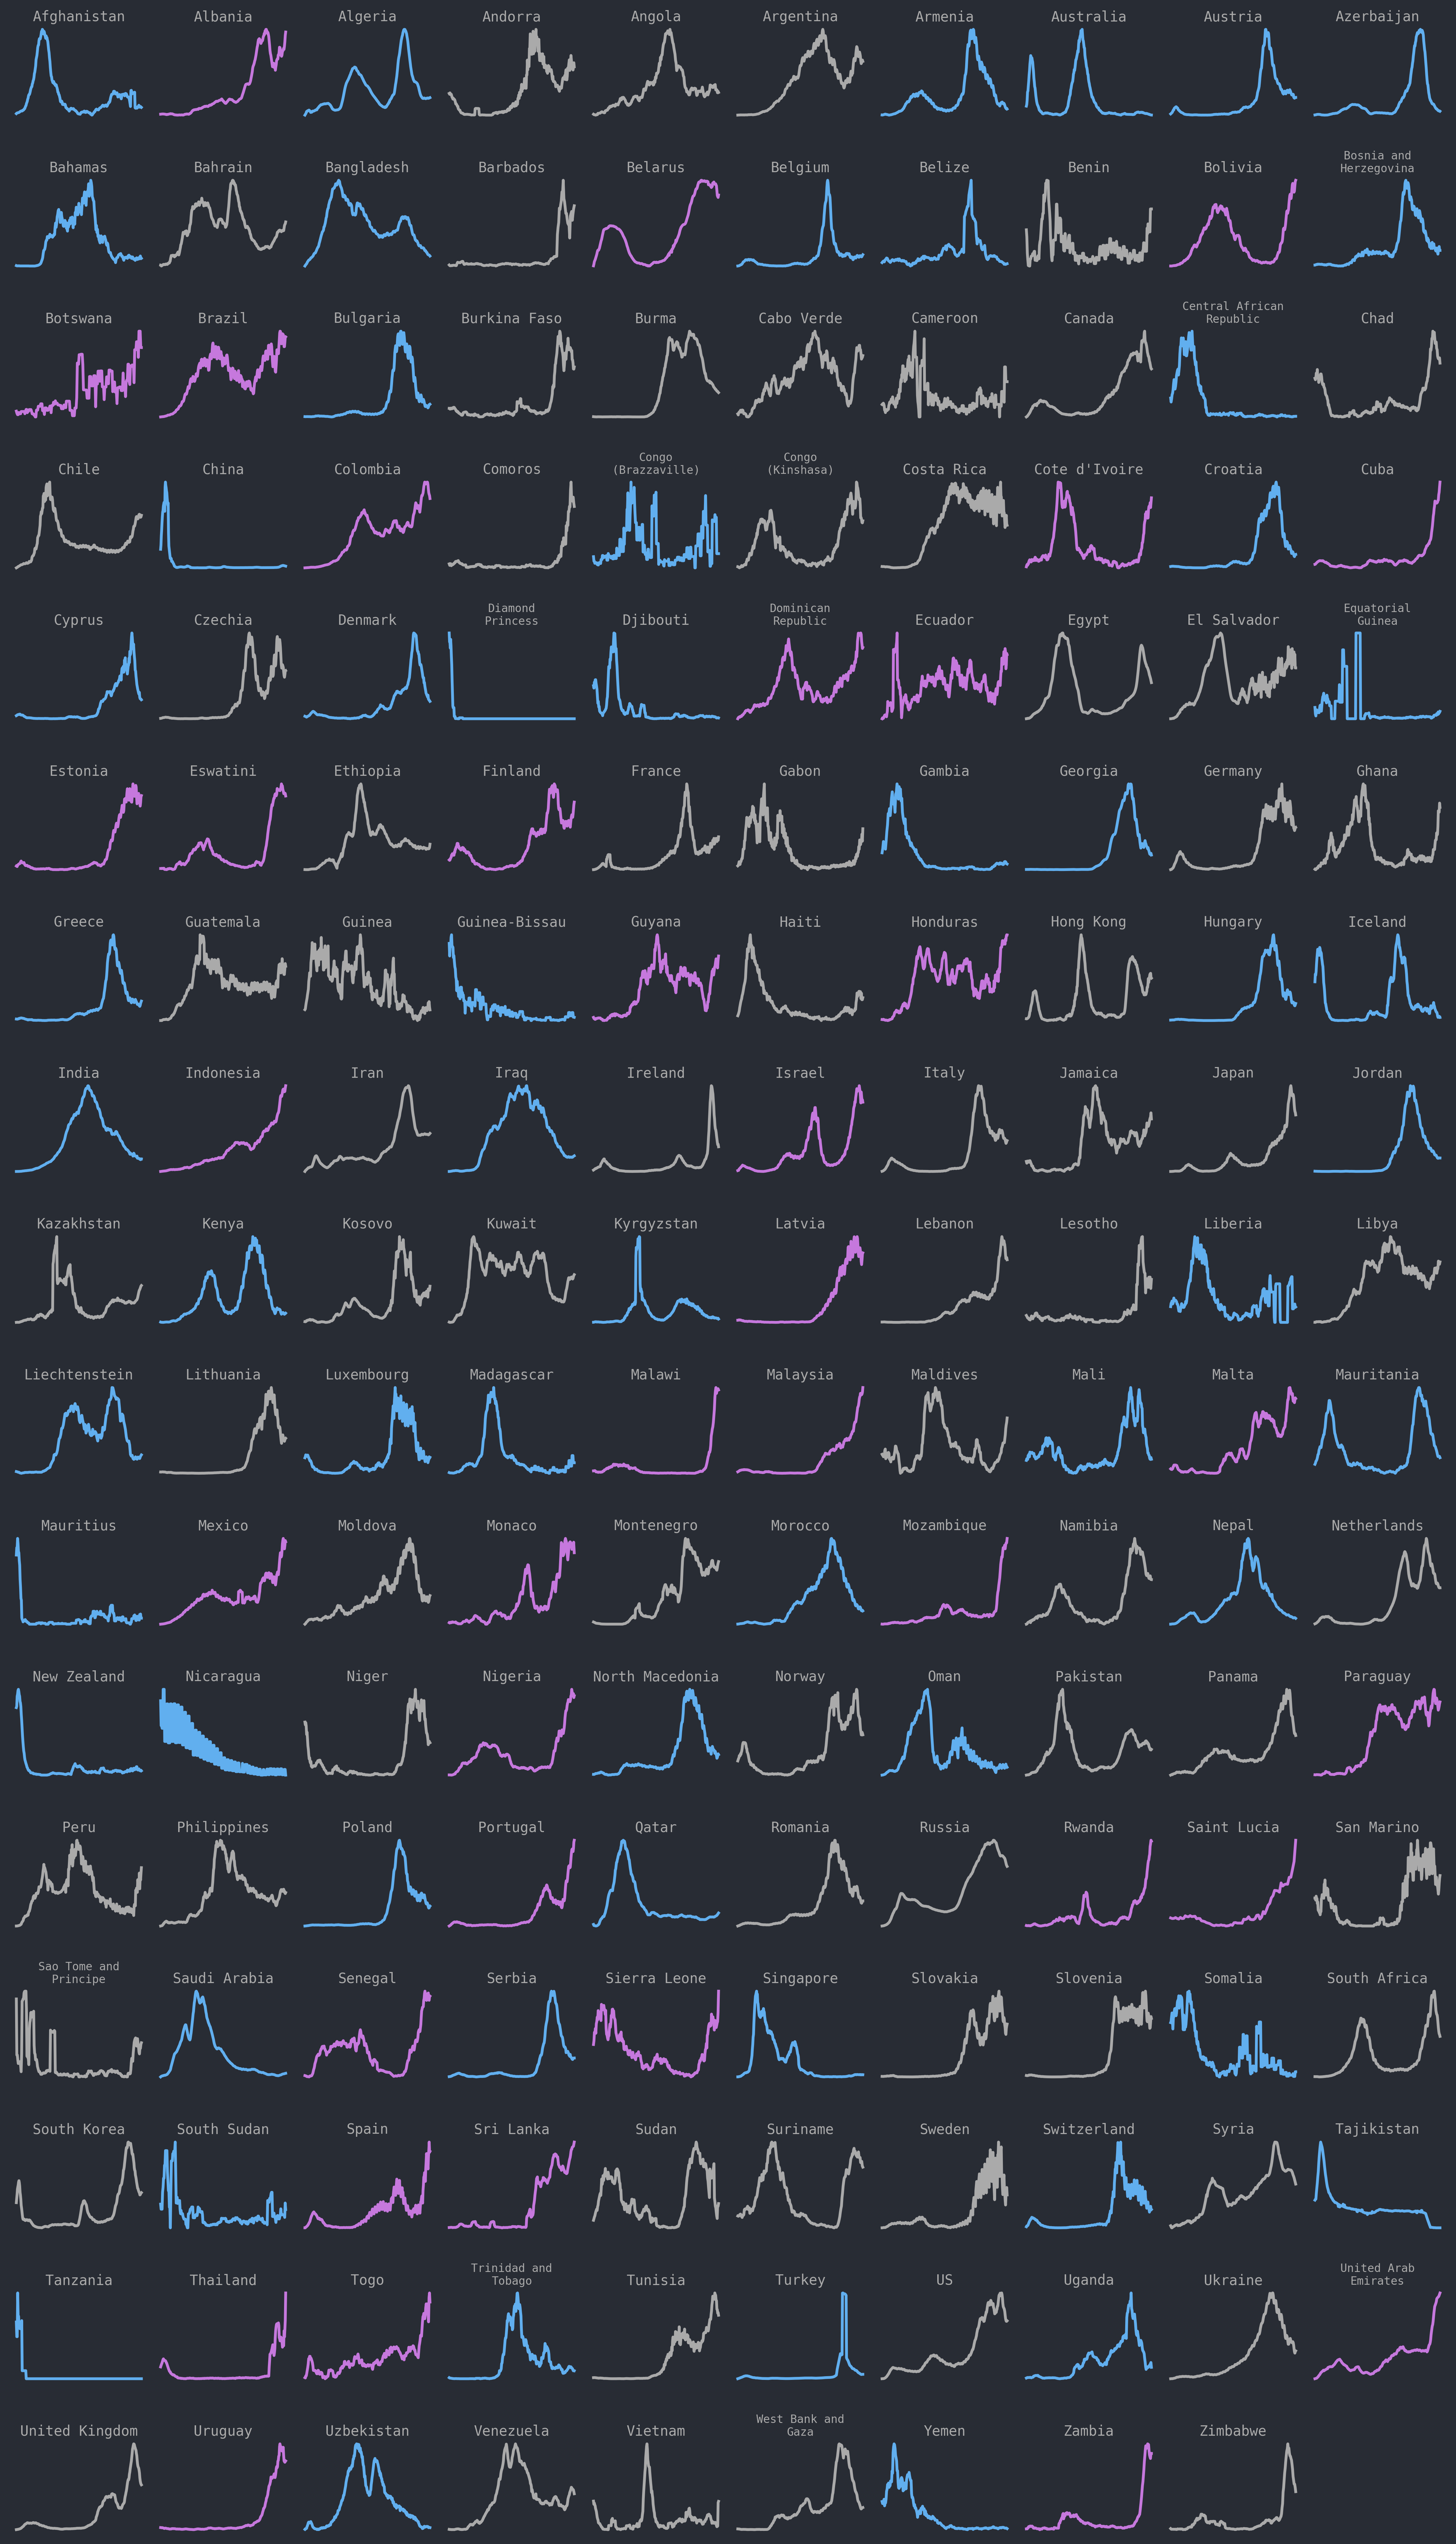 Afghanistan
Albania
Algeria
Andorra
Angola
Argentina
Armenia
Australia
Austria
Azerbaijan
Bahamas
Bahrain
Bangladesh
Barbados
Belarus
Belgium
Belize
Benin
Bolivia
Bosnia and
Herzegovina
Botswana
Brazil
Bulgaria
Burkina Faso
Burma
Cabo Verde
Cameroon
Canada
Central African
Republic
Chad
Chile
China
Colombia
Comoros
Congo
(Brazzaville)
Congo
(Kinshasa)
Costa Rica
Cote d'Ivoire
Croatia
Cuba
Cyprus
Czechia
Denmark
Diamond
Princess
Djibouti
Dominican
Republic
Ecuador
Egypt
El Salvador
Equatorial
Guinea
Estonia
Eswatini
Ethiopia
Finland
France
Gabon
Gambia
Georgia
Germany
Ghana
Greece
Guatemala
Guinea
Guinea-Bissau
Guyana
Haiti
Honduras
Hong Kong
Hungary
Iceland
India
Indonesia
Iran
Iraq
Ireland
Israel
Italy
Jamaica
Japan
Jordan
Kazakhstan
Kenya
Kosovo
Kuwait
Kyrgyzstan
Latvia
Lebanon
Lesotho
Liberia
Libya
Liechtenstein
Lithuania
Luxembourg
Madagascar
Malawi
Malaysia
Maldives
Mali
Malta
Mauritania
Mauritius
Mexico
Moldova
Monaco
Montenegro
Morocco
Mozambique
Namibia
Nepal
Netherlands
New Zealand
Nicaragua
Niger
Nigeria
North Macedonia
Norway
Oman
Pakistan
Panama
Paraguay
Peru
Philippines
Poland
Portugal
Qatar
Romania
Russia
Rwanda
Saint Lucia
San Marino
Sao Tome and
Principe
Saudi Arabia
Senegal
Serbia
Sierra Leone
Singapore
Slovakia
Slovenia
Somalia
South Africa
South Korea
South Sudan
Spain
Sri Lanka
Sudan
Suriname
Sweden
Switzerland
Syria
Tajikistan
Tanzania
Thailand
Togo
Trinidad and
Tobago
Tunisia
Turkey
US
Uganda
Ukraine
United Arab
Emirates
United Kingdom
Uruguay
Uzbekistan
Venezuela
Vietnam
West Bank and
Gaza
Yemen
Zambia
Zimbabwe